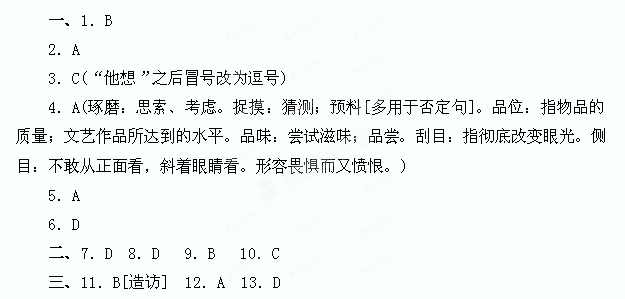 一、1. B
2. A
3. C(“他想”之后冒号改为逗号)
4. A(琢磨：思索、考虑。捉摸：猜测；预料[多用于否定句]。品位：指物品的
质量；文艺作品所达到的水平。品味：尝试滋味；品尝。刮目：指彻底改变眼光。侧
目：不敢从正面看，斜着眼睛看。形容畏惧而又愤恨。)
5. A
6. D
二、7. D 8. D 9. B 10. C
三、11. B[造访] 12. A 13. D